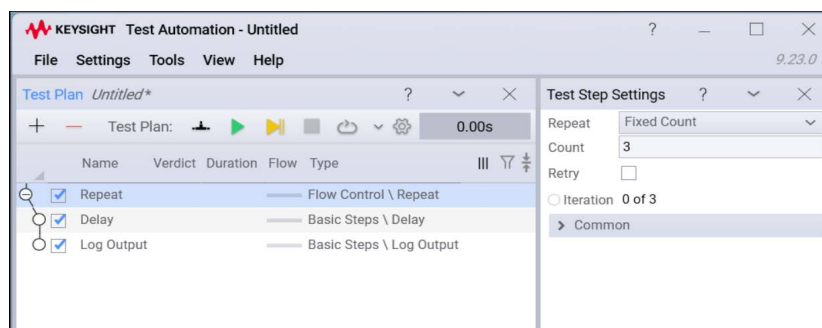 KEYSIGHT Test Automation - Untitled
File Settings Tools View Help
9.23.0
Test Plan Untitled*
Test Plan:
0.00s
Name Verdict Duration Flow Type
Repeat Flow Control \ Repeat
Delay Basic Steps \ Delay
Log Output Basic Steps \ Log Output
Test Step Settings
Repeat Fixed Count
Count 3
Retry
Iteration 0 of 3
Common